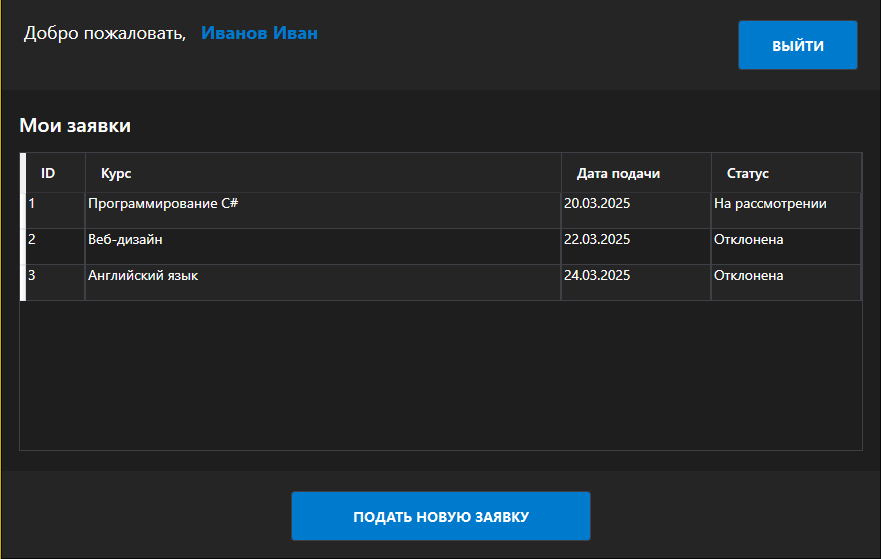 Добро пожаловать, Иванов Иван
ВЫЙТИ
Мои заявки
ID Курс Дата подачи Статус
1 Программирование C# 20.03.2025 На рассмотрении
2 Веб-дизайн 22.03.2025 Отклонена
3 Английский язык 24.03.2025 Отклонена
ПОДАТЬ НОВУЮ ЗАЯВКУ